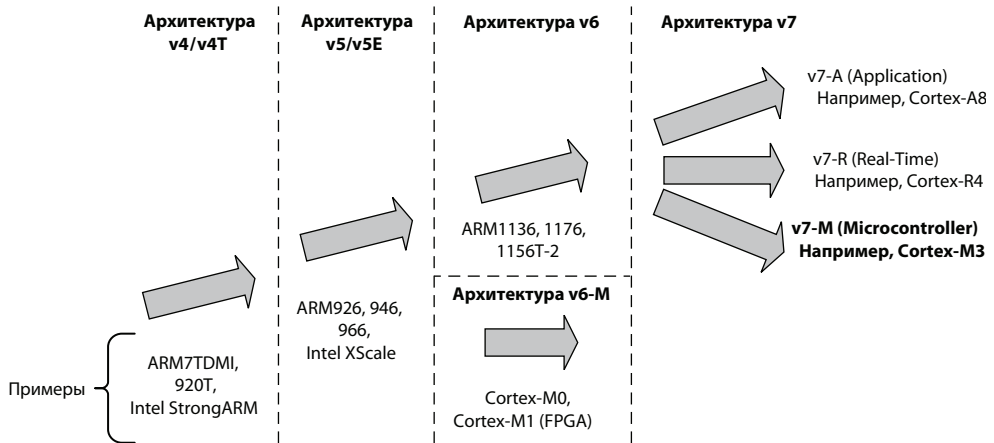 Архитектура
v4/v4T
Архитектура
v5/v5E
Архитектура v6
Архитектура v7
v7-A (Application)
Например, Cortex-A8
v7-R (Real-Time)
Например, Cortex-R4
v7-M (Microcontroller)
Например, Cortex-M3
ARM1136, 1176,
1156T-2
Архитектура v6-M
Cortex-M0,
Cortex-M1 (FPGA)
ARM926, 946,
966,
Intel XScale
Примеры
ARM7TDMI,
920T,
Intel StrongARM